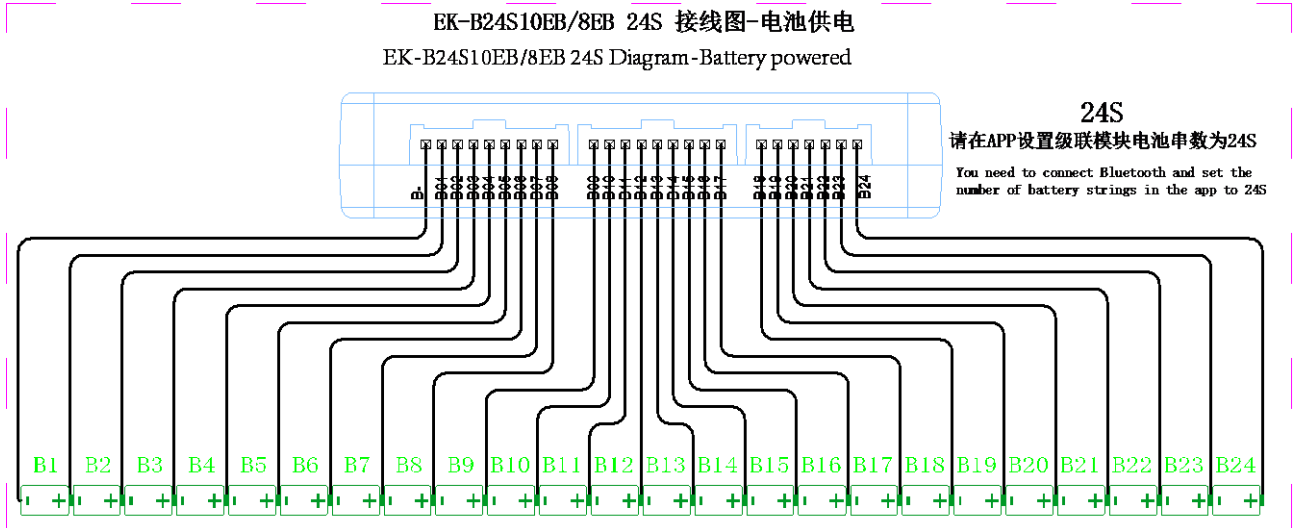 EK-B24S10EB/8EB 24S 接线图-电池供电
EK-B24S10EB/8EB 24S Diagram-Battery powered
24S
请在APP设置级联模块电池串数为24S
You need to connect Bluetooth and set the
number of battery strings in the app to 24S
B- B01 B02 B03 B04 B05 B06 B07 B08 B09 B10 B11 B12 B13 B14 B15 B16 B17 B18 B19 B20 B21 B22 B23 B24
B1 B2 B3 B4 B5 B6 B7 B8 B9 B10 B11 B12 B13 B14 B15 B16 B17 B18 B19 B20 B21 B22 B23 B24